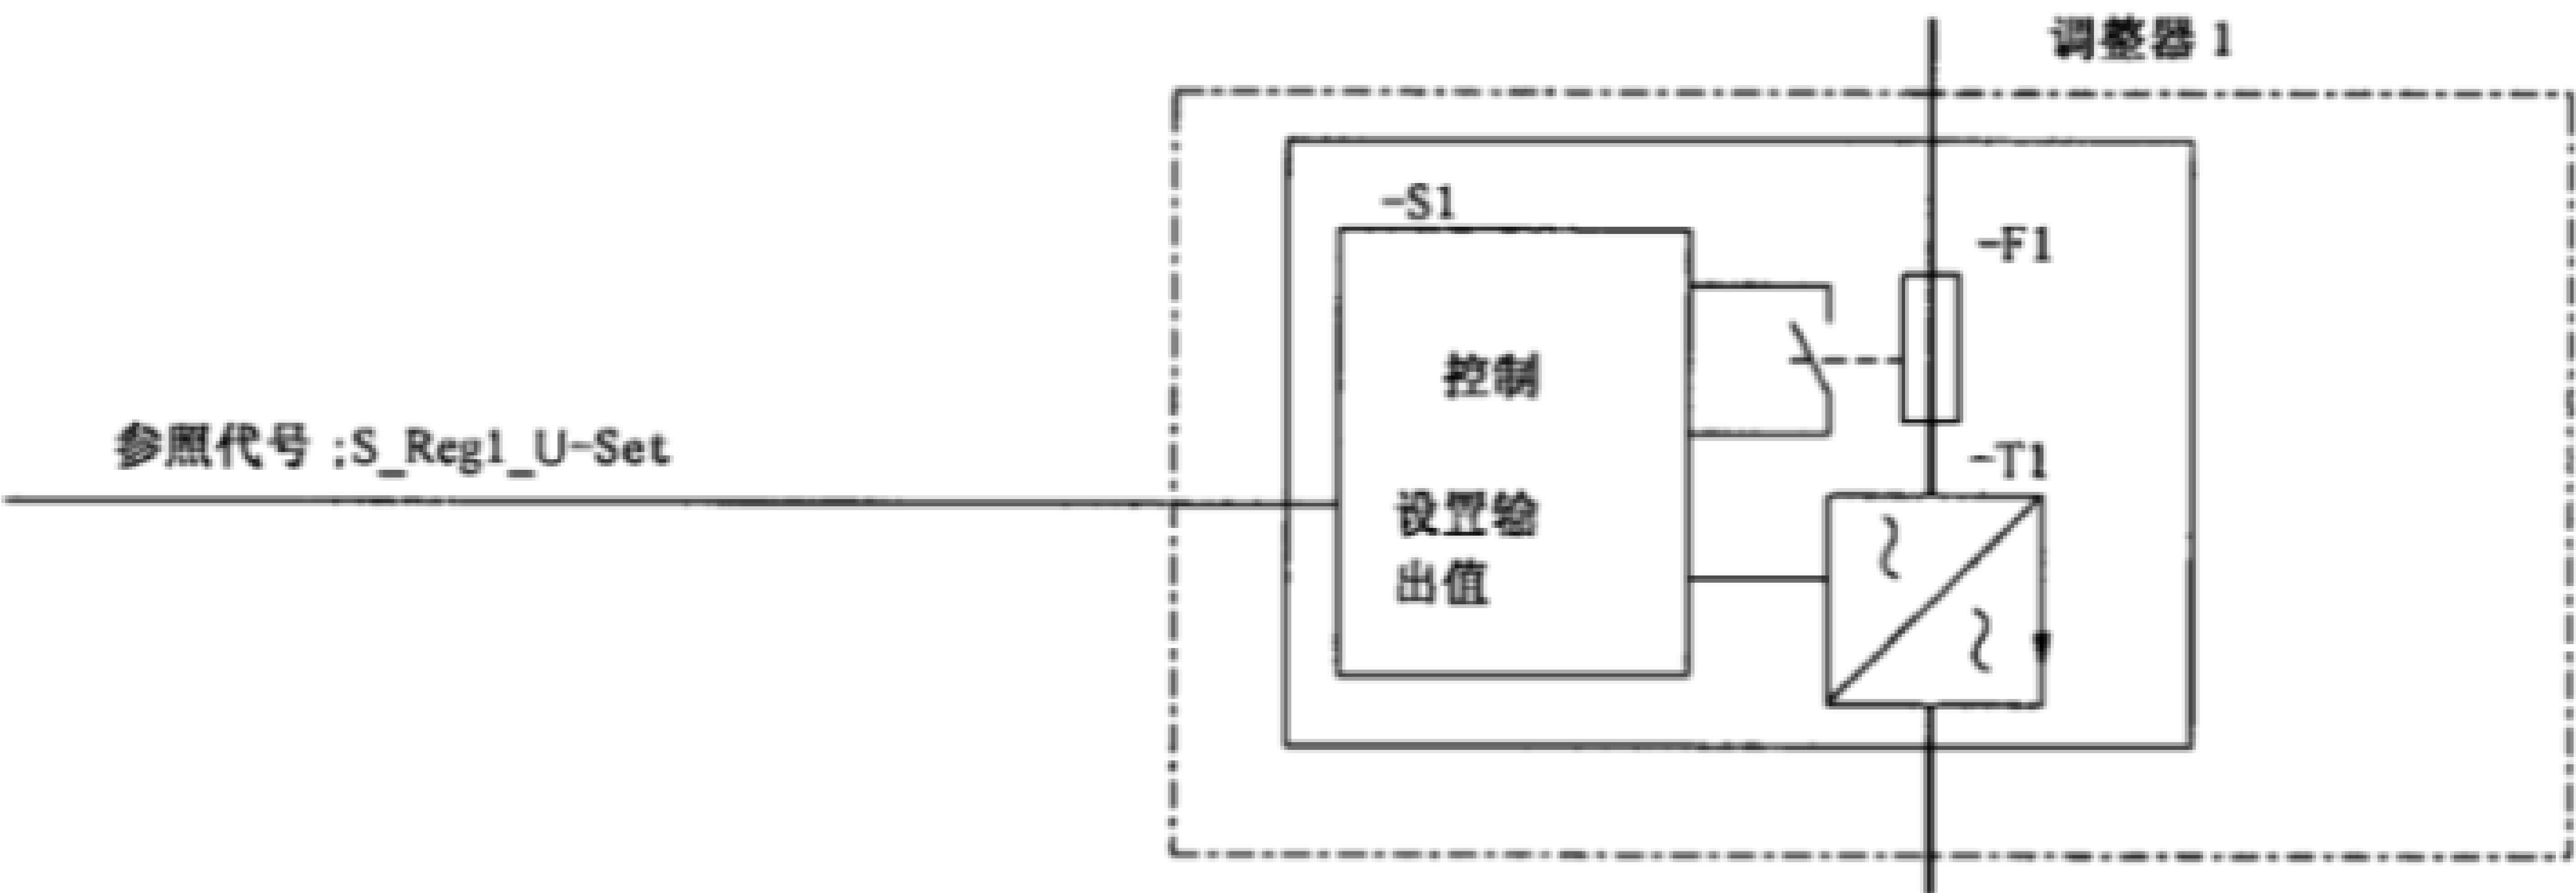 调整器 1
-S1
-F1
控制
参照代号 :S_Reg1_U-Set
-T1
设置输
出值